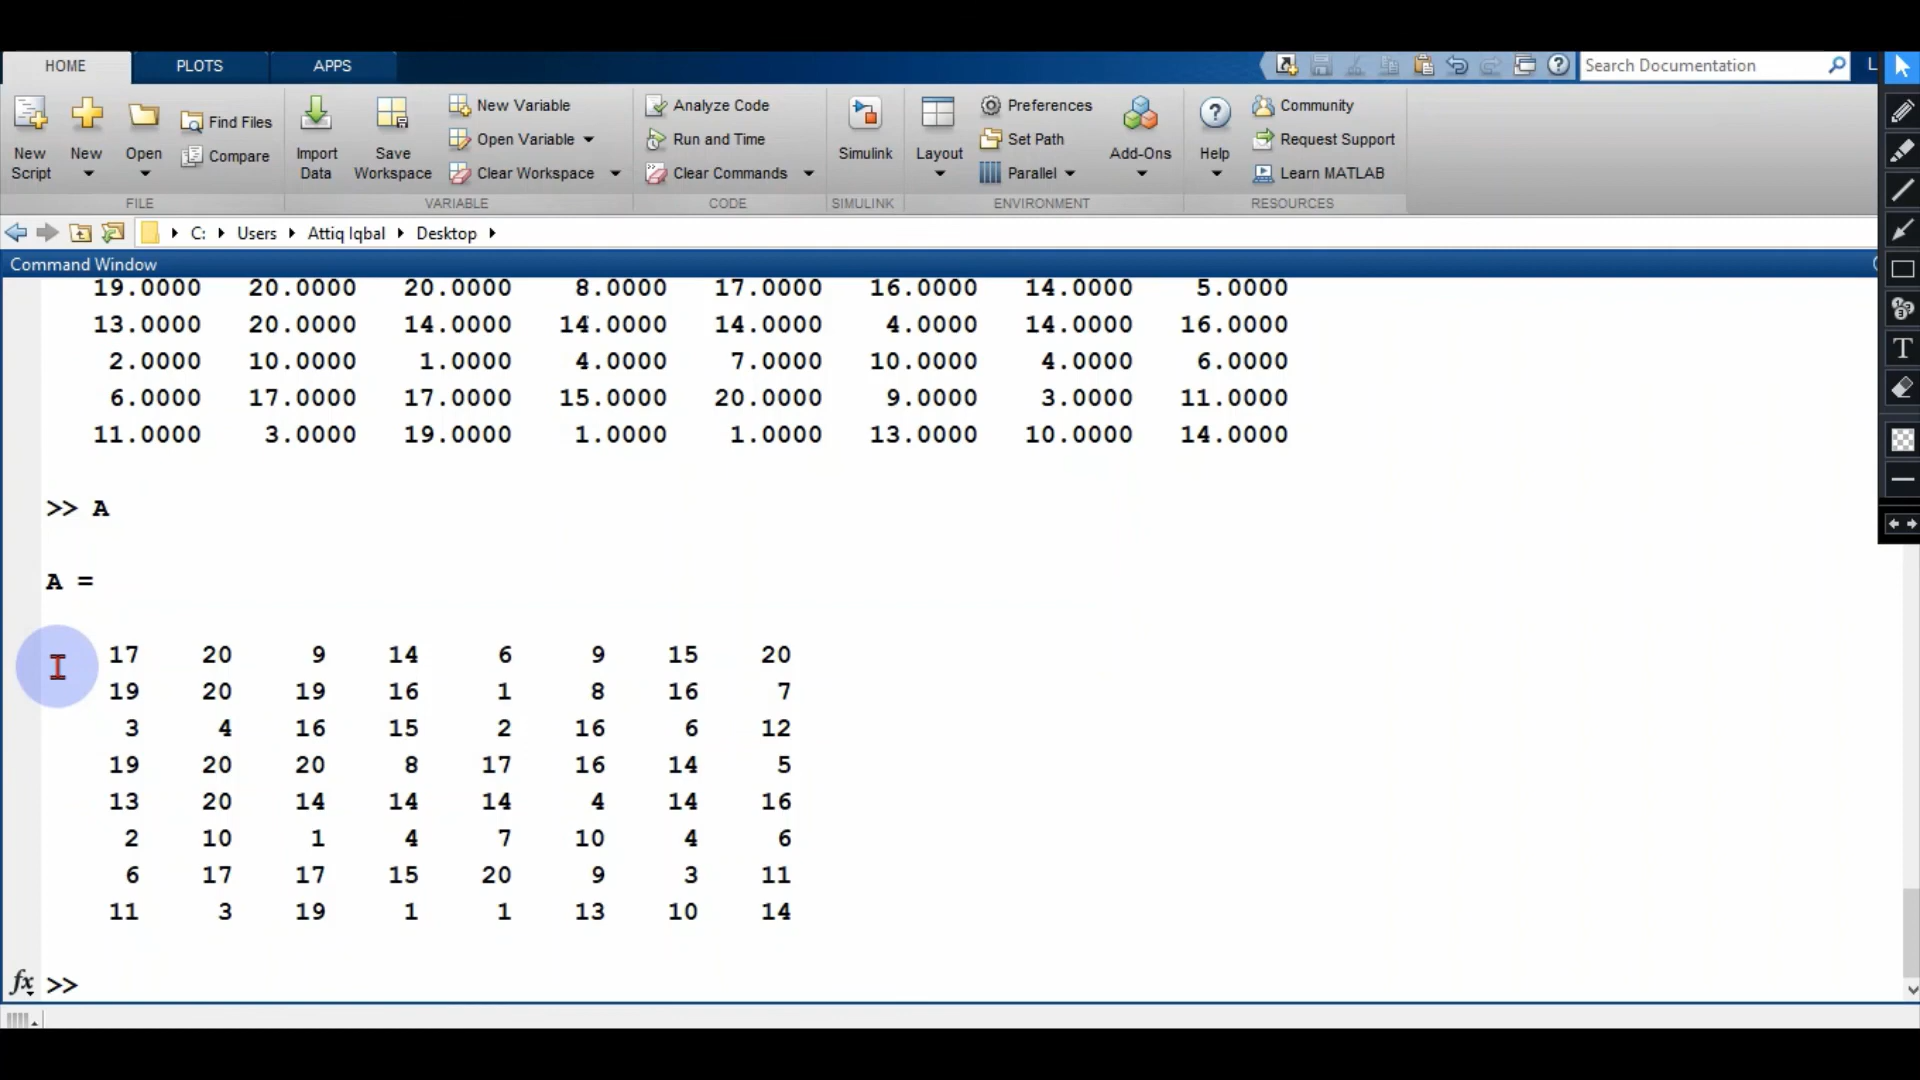 HOME PLOTS APPS Search Documentation L
New Script New Open Find Files Compare Import Data Save Workspace New Variable Open Variable Clear Workspace Analyze Code Run and Time Clear Commands Simulink Layout Preferences Set Path Parallel Add-Ons Help Community Request Support Learn MATLAB
FILE VARIABLE CODE SIMULINK ENVIRONMENT RESOURCES
C: Users Attiq Iqbal Desktop
Command Window
19.0000 20.0000 20.0000 8.0000 17.0000 16.0000 14.0000 5.0000
13.0000 20.0000 14.0000 14.0000 14.0000 4.0000 14.0000 16.0000
2.0000 10.0000 1.0000 4.0000 7.0000 10.0000 4.0000 6.0000
6.0000 17.0000 17.0000 15.0000 20.0000 9.0000 3.0000 11.0000
11.0000 3.0000 19.0000 1.0000 1.0000 13.0000 10.0000 14.0000
>> A
A =
17 20 9 14 6 9 15 20
19 20 19 16 1 8 16 7
3 4 16 15 2 16 6 12
19 20 20 8 17 16 14 5
13 20 14 14 14 4 14 16
2 10 1 4 7 10 4 6
6 17 17 15 20 9 3 11
11 3 19 1 1 13 10 14
fx >>